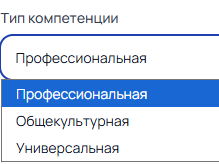 Тип компетенции
Профессиональная
Профессиональная
Общекультурная
Универсальная